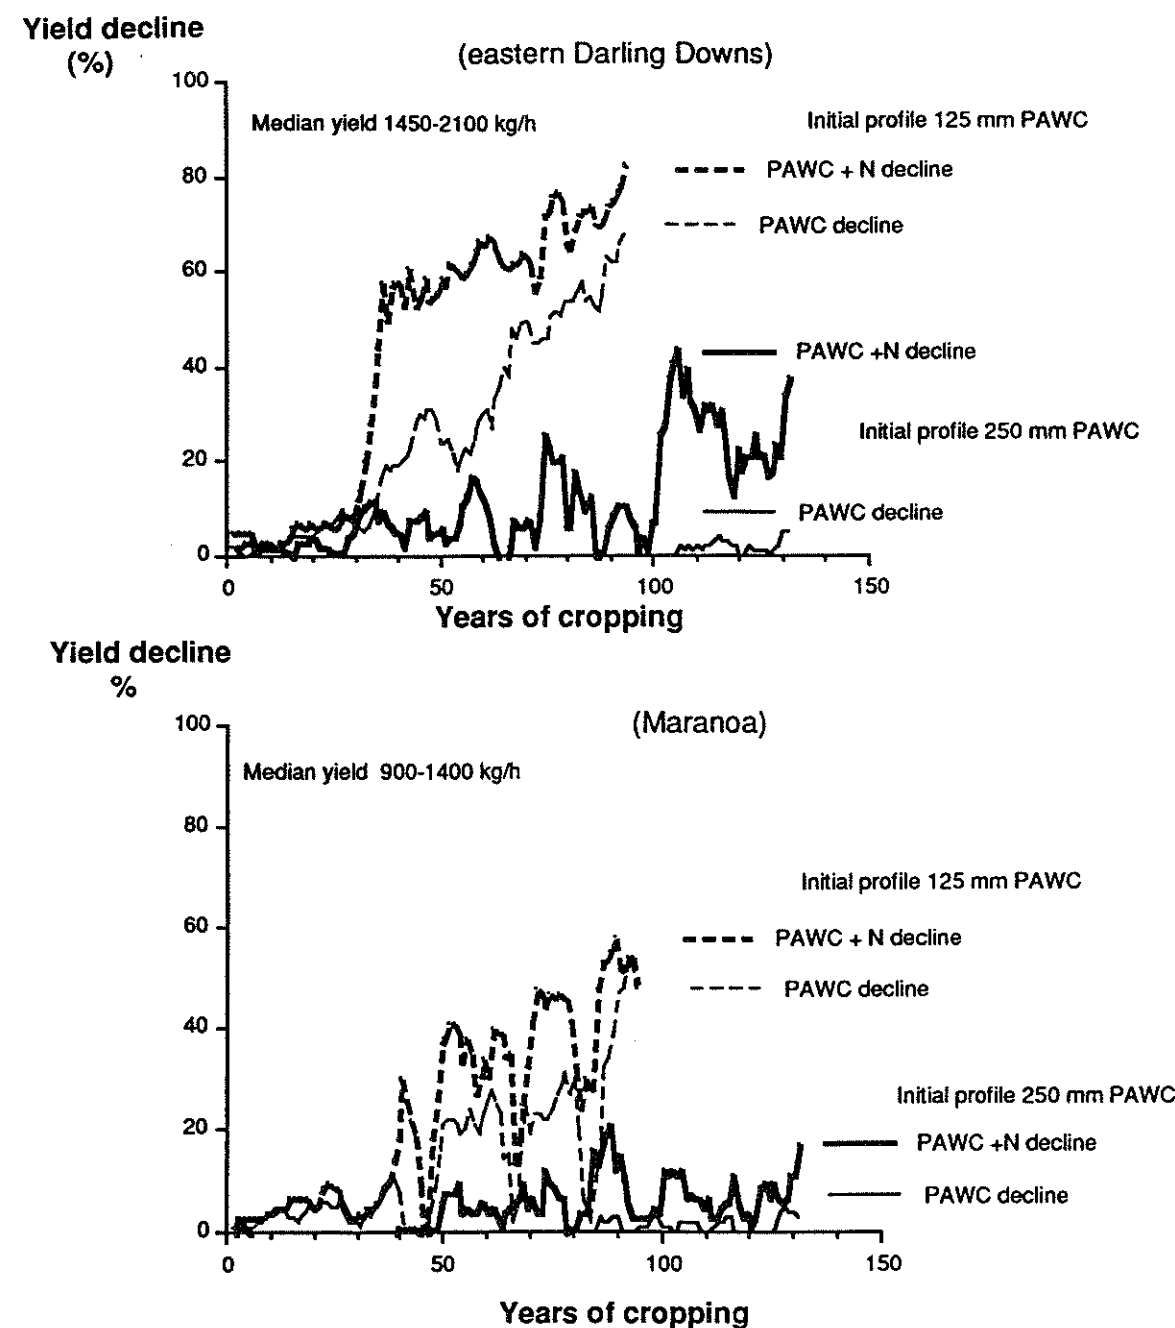 Yield decline
(%)
(eastern Darling Downs)
100
Median yield 1450-2100 kg/h
Initial profile 125 mm PAWC
80
PAWC + N decline
PAWC decline
60
PAWC +N decline
40
Initial profile 250 mm PAWC
20
PAWC decline
0
0 50 100 150
Years of cropping
Yield decline
%
(Maranoa)
100
Median yield 900-1400 kg/h
80
Initial profile 125 mm PAWC
60
PAWC + N decline
PAWC decline
40
Initial profile 250 mm PAWC
20
PAWC +N decline
PAWC decline
0
0 50 100 150
Years of cropping